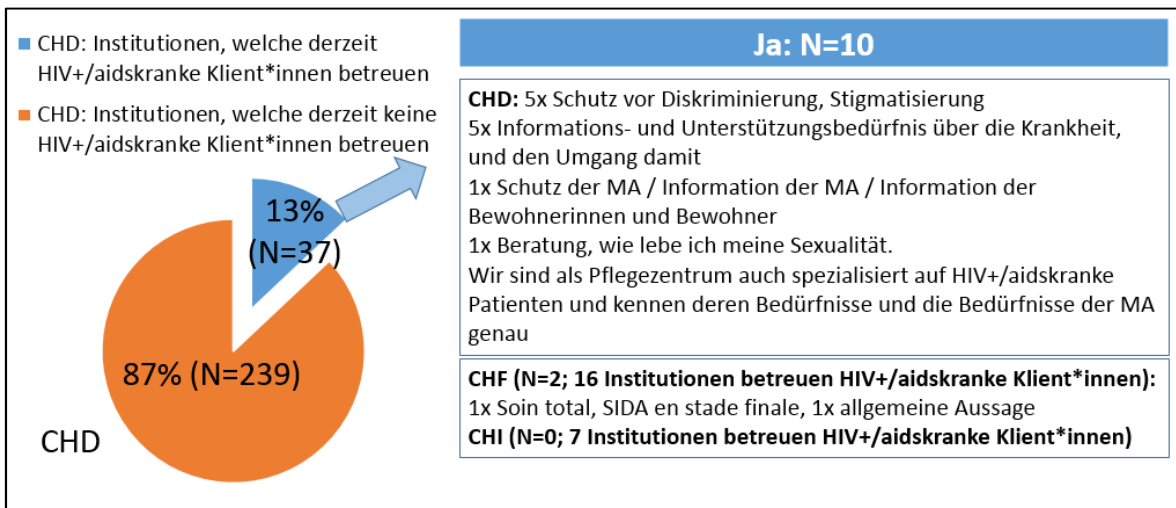 CHD: Institutionen, welche derzeit
HIV+/aidskranke Klient*innen betreuen
CHD: Institutionen, welche derzeit keine
HIV+/aidskranke Klient*innen betreuen
13%
(N=37)
87% (N=239)
CHD
Ja: N=10
CHD: 5x Schutz vor Diskriminierung, Stigmatisierung
5x Informations- und Unterstützungsbedürfnis über die Krankheit,
und den Umgang damit
1x Schutz der MA / Information der MA / Information der
Bewohnerinnen und Bewohner
1x Beratung, wie lebe ich meine Sexualität.
Wir sind als Pflegezentrum auch spezialisiert auf HIV+/aidskranke
Patienten und kennen deren Bedürfnisse und die Bedürfnisse der MA
genau
CHF (N=2; 16 Institutionen betreuen HIV+/aidskranke Klient*innen):
1x Soin total, SIDA en stade finale, 1x allgemeine Aussage
CHI (N=0; 7 Institutionen betreuen HIV+/aidskranke Klient*innen)